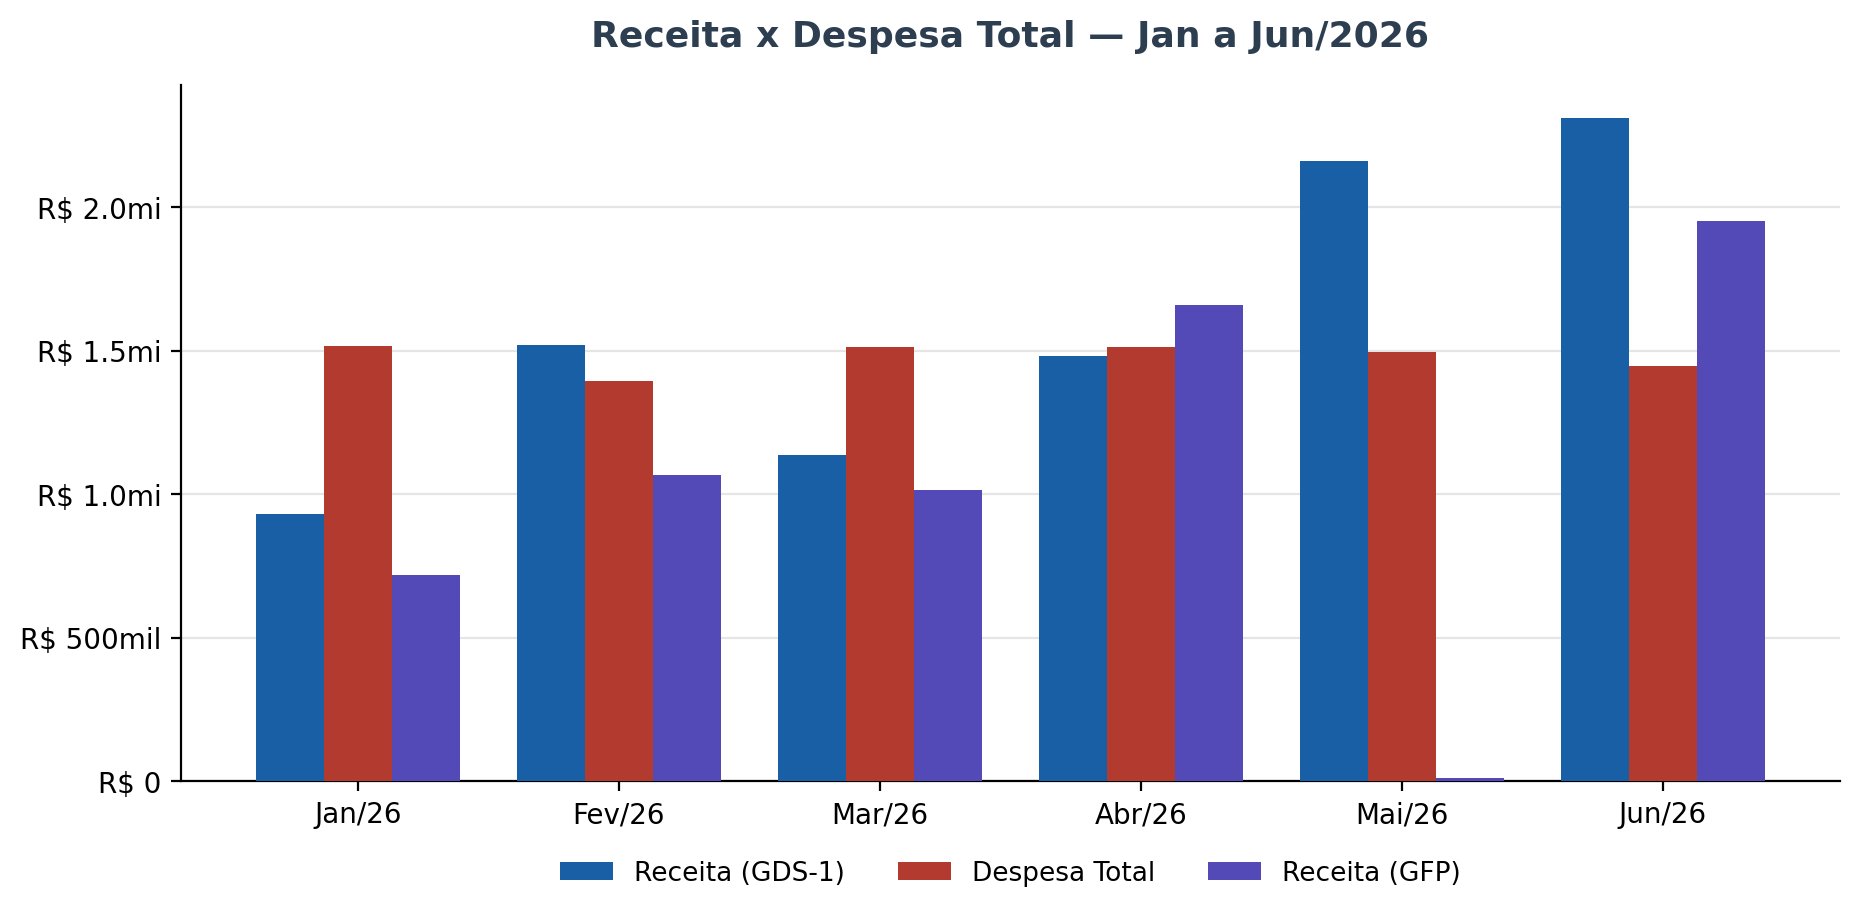 Receita x Despesa Total — Jan a Jun/2026
R$ 2.0mi
R$ 1.5mi
R$ 1.0mi
R$ 500mil
R$ 0
Jan/26 Fev/26 Mar/26 Abr/26 Mai/26 Jun/26
Receita (GDS-1) Despesa Total Receita (GFP)